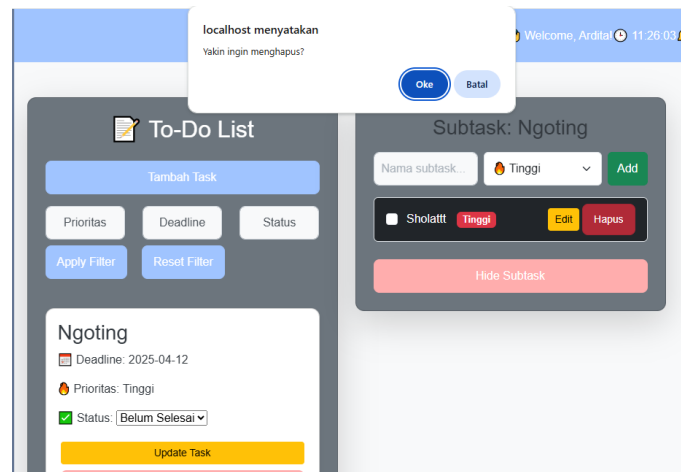 localhost menyatakan
Yakin ingin menghapus?
Oke
Batal
Welcome, Ardita!
11:26:03
To-Do List
Tambah Task
Prioritas
Deadline
Status
Apply Filter
Reset Filter
Ngoting
Deadline: 2025-04-12
Prioritas: Tinggi
Status: Belum Selesai
Update Task
Subtask: Ngoting
Nama subtask...
Tinggi
Add
Sholattt
Tinggi
Edit
Hapus
Hide Subtask